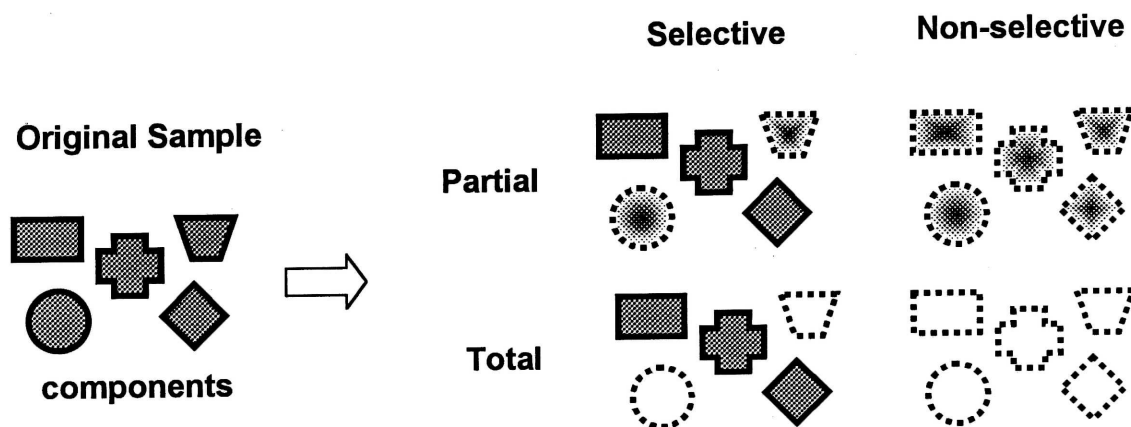 Selective
Non-selective
Original Sample
Partial
Total
components